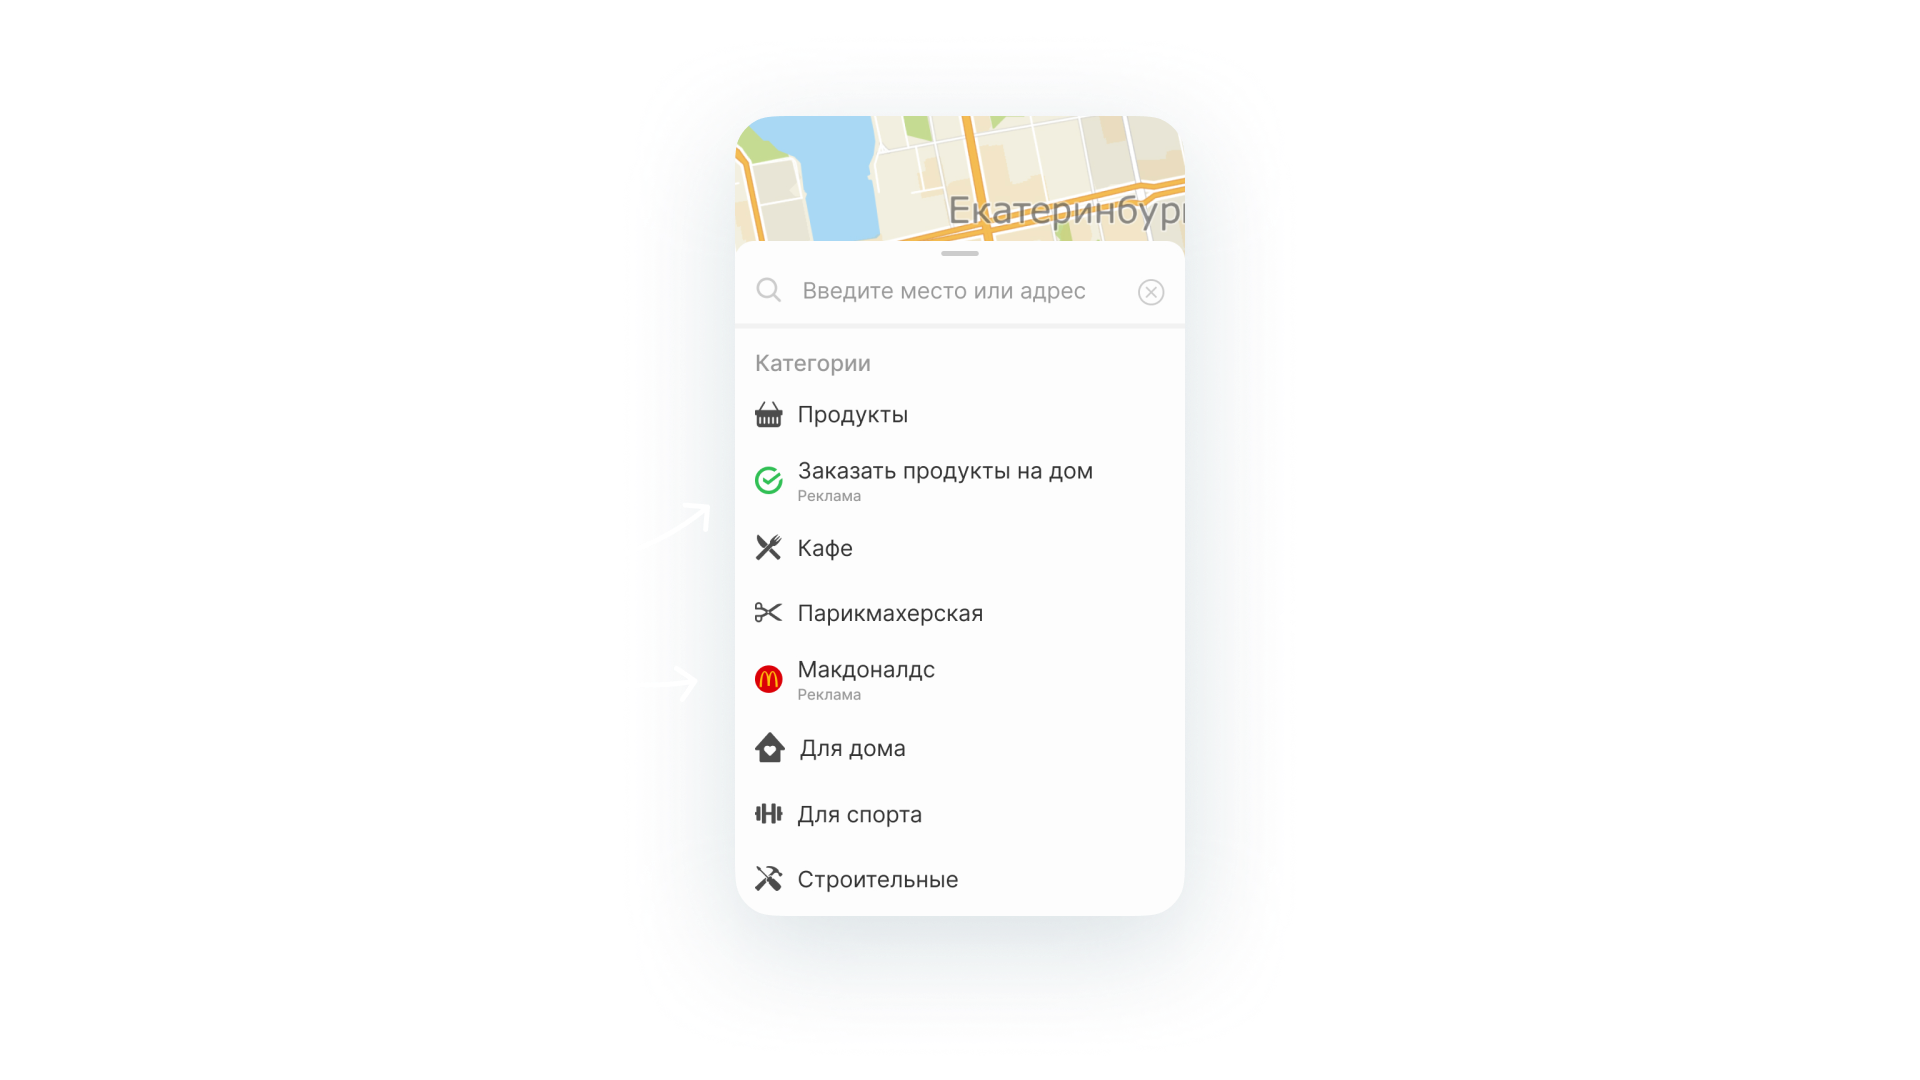 Екатеринбург
Введите место или адрес
Категории
Продукты
Заказать продукты на дом
Реклама
Кафе
Парикмахерская
Макдоналдс
Реклама
Для дома
Для спорта
Строительные